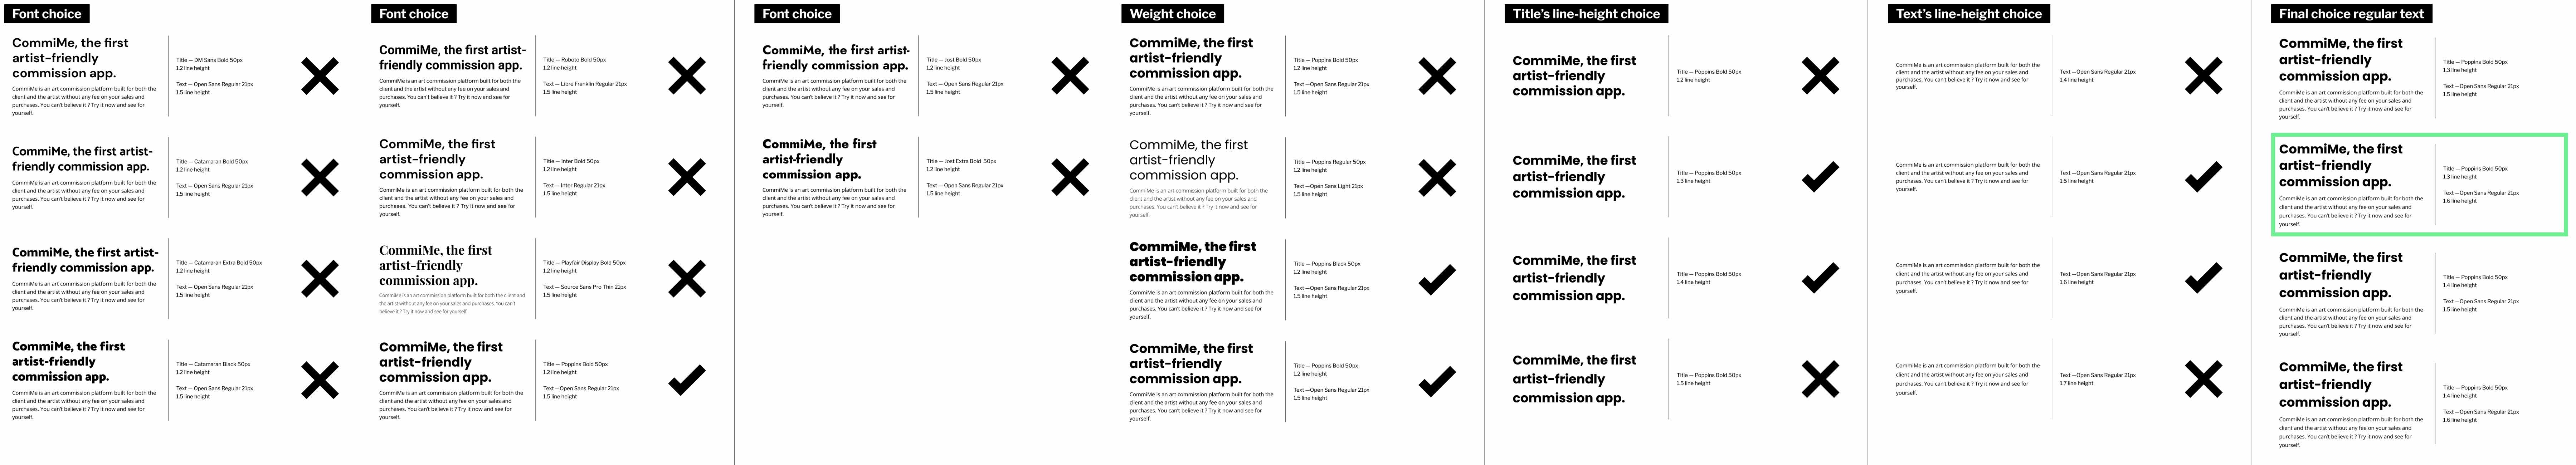 Font choice
CommiMe, the first
artist-friendly
commission app.
CommiMe is an art commission platform built for both the
client and the artist without any fee on your sales and
purchases. You can't believe it ? Try it now and see for
yourself.
Title — DM Sans Bold 50px
1.2 line height
Text — Open Sans Regular 21px
1.5 line height
CommiMe, the first artist-
friendly commission app.
CommiMe is an art commission platform built for both the
client and the artist without any fee on your sales and
purchases. You can't believe it ? Try it now and see for
yourself.
Title — Catamaran Bold 50px
1.2 line height
Text — Open Sans Regular 21px
1.5 line height
CommiMe, the first artist-
friendly commission app.
CommiMe is an art commission platform built for both the
client and the artist without any fee on your sales and
purchases. You can't believe it ? Try it now and see for
yourself.
Title — Catamaran Extra Bold 50px
1.2 line height
Text — Open Sans Regular 21px
1.5 line height
CommiMe, the first
artist-friendly
commission app.
CommiMe is an art commission platform built for both the
client and the artist without any fee on your sales and
purchases. You can't believe it ? Try it now and see for
yourself.
Title — Catamaran Black 50px
1.2 line height
Text — Open Sans Regular 21px
1.5 line height
Font choice
CommiMe, the first artist-
friendly commission app.
CommiMe is an art commission platform built for both the
client and the artist without any fee on your sales and
purchases. You can't believe it ? Try it now and see for
yourself.
Title — Roboto Bold 50px
1.2 line height
Text — Libre Franklin Regular 21px
1.5 line height
CommiMe, the first
artist-friendly
commission app.
CommiMe is an art commission platform built for both the
client and the artist without any fee on your sales and
purchases. You can't believe it ? Try it now and see for
yourself.
Title — Inter Bold 50px
1.2 line height
Text — Inter Regular 21px
1.5 line height
CommiMe, the first
artist-friendly
commission app.
CommiMe is an art commission platform built for both the client and
the artist without any fee on your sales and purchases. You can't
believe it ? Try it now and see for yourself.
Title — Playfair Display Bold 50px
1.2 line height
Text — Source Sans Pro Thin 21px
1.5 line height
CommiMe, the first
artist-friendly
commission app.
CommiMe is an art commission platform built for both the
client and the artist without any fee on your sales and
purchases. You can't believe it ? Try it now and see for
yourself.
Title — Poppins Bold 50px
1.2 line height
Text —Open Sans Regular 21px
1.5 line height
Font choice
CommiMe, the first artist-
friendly commission app.
CommiMe is an art commission platform built for both the
client and the artist without any fee on your sales and
purchases. You can't believe it ? Try it now and see for
yourself.
Title — Jost Bold 50px
1.2 line height
Text — Open Sans Regular 21px
1.5 line height
CommiMe, the first
artist-friendly
commission app.
CommiMe is an art commission platform built for both the
client and the artist without any fee on your sales and
purchases. You can't believe it ? Try it now and see for
yourself.
Title — Jost Extra Bold 50px
1.2 line height
Text — Open Sans Regular 21px
1.5 line height
Weight choice
CommiMe, the first
artist-friendly
commission app.
CommiMe is an art commission platform built for both the
client and the artist without any fee on your sales and
purchases. You can't believe it ? Try it now and see for
yourself.
Title — Poppins Bold 50px
1.2 line height
Text —Open Sans Regular 21px
1.5 line height
CommiMe, the first
artist-friendly
commission app.
CommiMe is an art commission platform built for both the
client and the artist without any fee on your sales and
purchases. You can't believe it ? Try it now and see for
yourself.
Title — Poppins Regular 50px
1.2 line height
Text —Open Sans Light 21px
1.5 line height
CommiMe, the first
artist-friendly
commission app.
CommiMe is an art commission platform built for both the
client and the artist without any fee on your sales and
purchases. You can't believe it ? Try it now and see for
yourself.
Title — Poppins Black 50px
1.2 line height
Text —Open Sans Regular 21px
1.5 line height
CommiMe, the first
artist-friendly
commission app.
CommiMe is an art commission platform built for both the
client and the artist without any fee on your sales and
purchases. You can't believe it ? Try it now and see for
yourself.
Title — Poppins Bold 50px
1.2 line height
Text —Open Sans Regular 21px
1.5 line height
Title's line-height choice
CommiMe, the first
artist-friendly
commission app.
Title — Poppins Bold 50px
1.2 line height
CommiMe, the first
artist-friendly
commission app.
Title — Poppins Bold 50px
1.3 line height
CommiMe, the first
artist-friendly
commission app.
Title — Poppins Bold 50px
1.4 line height
CommiMe, the first
artist-friendly
commission app.
Title — Poppins Bold 50px
1.5 line height
Text's line-height choice
CommiMe is an art commission platform built for both the
client and the artist without any fee on your sales and
purchases. You can't believe it ? Try it now and see for
yourself.
Text —Open Sans Regular 21px
1.4 line height
CommiMe is an art commission platform built for both the
client and the artist without any fee on your sales and
purchases. You can't believe it ? Try it now and see for
yourself.
Text —Open Sans Regular 21px
1.5 line height
CommiMe is an art commission platform built for both the
client and the artist without any fee on your sales and
purchases. You can't believe it ? Try it now and see for
yourself.
Text —Open Sans Regular 21px
1.6 line height
CommiMe is an art commission platform built for both the
client and the artist without any fee on your sales and
purchases. You can't believe it ? Try it now and see for
yourself.
Text —Open Sans Regular 21px
1.7 line height
Final choice regular text
CommiMe, the first
artist-friendly
commission app.
CommiMe is an art commission platform built for both the
client and the artist without any fee on your sales and
purchases. You can't believe it ? Try it now and see for
yourself.
Title — Poppins Bold 50px
1.3 line height
Text —Open Sans Regular 21px
1.5 line height
CommiMe, the first
artist-friendly
commission app.
CommiMe is an art commission platform built for both the
client and the artist without any fee on your sales and
purchases. You can't believe it ? Try it now and see for
yourself.
Title — Poppins Bold 50px
1.3 line height
Text —Open Sans Regular 21px
1.6 line height
CommiMe, the first
artist-friendly
commission app.
CommiMe is an art commission platform built for both the
client and the artist without any fee on your sales and
purchases. You can't believe it ? Try it now and see for
yourself.
Title — Poppins Bold 50px
1.4 line height
Text —Open Sans Regular 21px
1.5 line height
CommiMe, the first
artist-friendly
commission app.
CommiMe is an art commission platform built for both the
client and the artist without any fee on your sales and
purchases. You can't believe it ? Try it now and see for
yourself.
Title — Poppins Bold 50px
1.4 line height
Text —Open Sans Regular 21px
1.6 line height